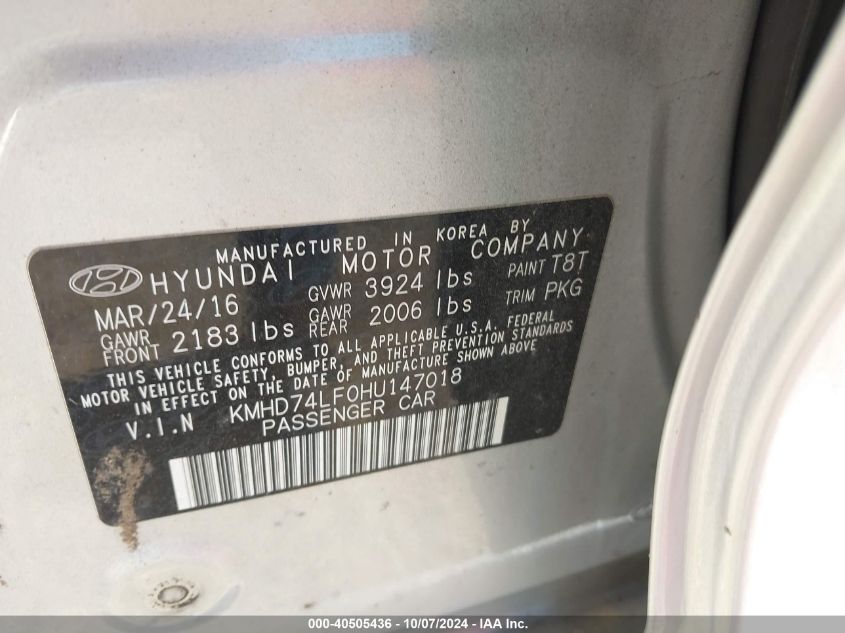 MANUFACTURED IN KOREA BY
HYUNDAI MOTOR COMPANY
MAR/24/16 GVWR 3924 lbs PAINT T8T
GAWR FRONT 2183 lbs GAWR REAR 2006 lbs TRIM PKG
THIS VEHICLE CONFORMS TO ALL APPLICABLE U.S.A. FEDERAL
MOTOR VEHICLE SAFETY, BUMPER, AND THEFT PREVENTION STANDARDS
IN EFFECT ON THE DATE OF MANUFACTURE SHOWN ABOVE
V.I.N KMHD74LF0HU147018
PASSENGER CAR
000-40505436 - 10/07/2024 - IAA Inc.